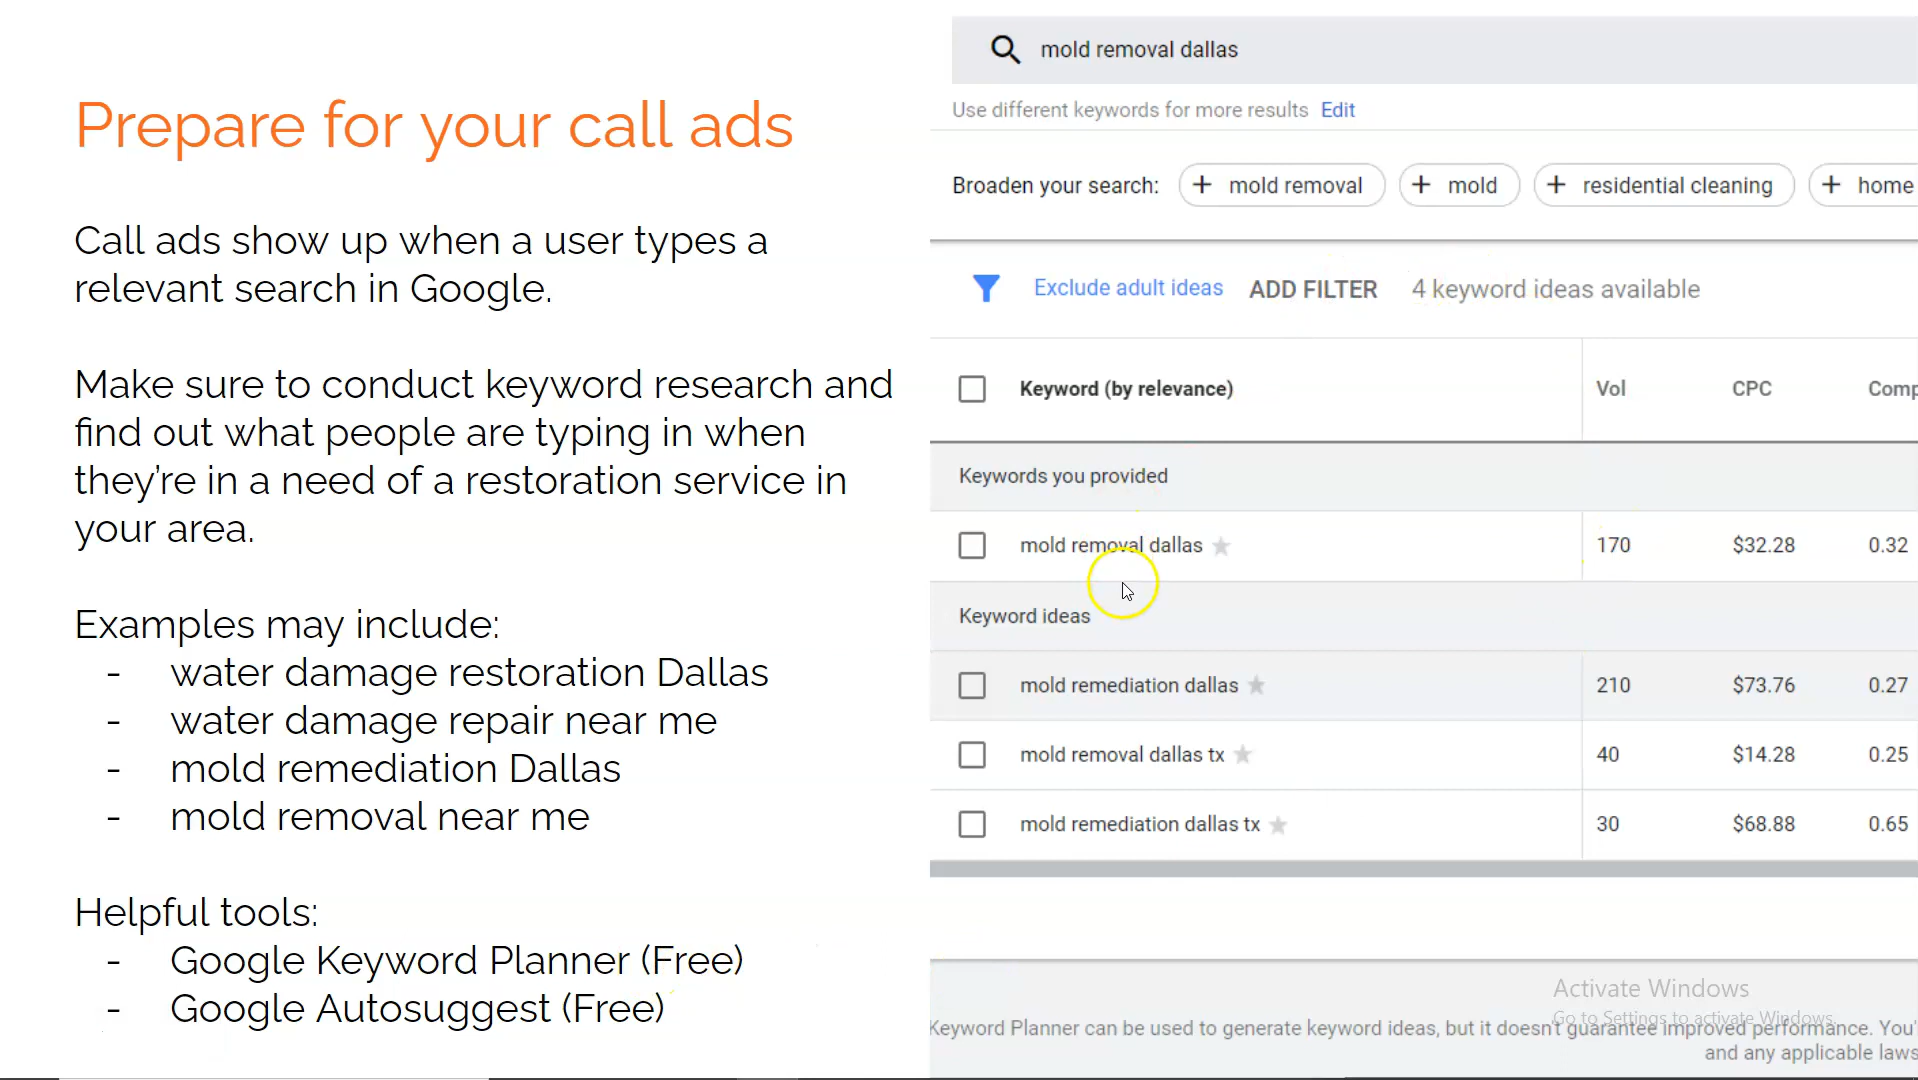 Prepare for your call ads
Call ads show up when a user types a
relevant search in Google.
Make sure to conduct keyword research and
find out what people are typing in when
they're in a need of a restoration service in
your area.
Examples may include:
- water damage restoration Dallas
- water damage repair near me
- mold remediation Dallas
- mold removal near me
Helpful tools:
- Google Keyword Planner (Free)
- Google Autosuggest (Free)
mold removal dallas
Use different keywords for more results Edit
Broaden your search: + mold removal + mold + residential cleaning + home
Exclude adult ideas ADD FILTER 4 keyword ideas available
Keyword (by relevance) Vol CPC Comp
Keywords you provided
mold removal dallas 170 $32.28 0.32
Keyword ideas
mold remediation dallas 210 $73.76 0.27
mold removal dallas tx 40 $14.28 0.25
mold remediation dallas tx 30 $68.88 0.65
Activate Windows
Go to Settings to activate Windows.
Keyword Planner can be used to generate keyword ideas, but it doesn't guarantee improved performance. You'
and any applicable laws